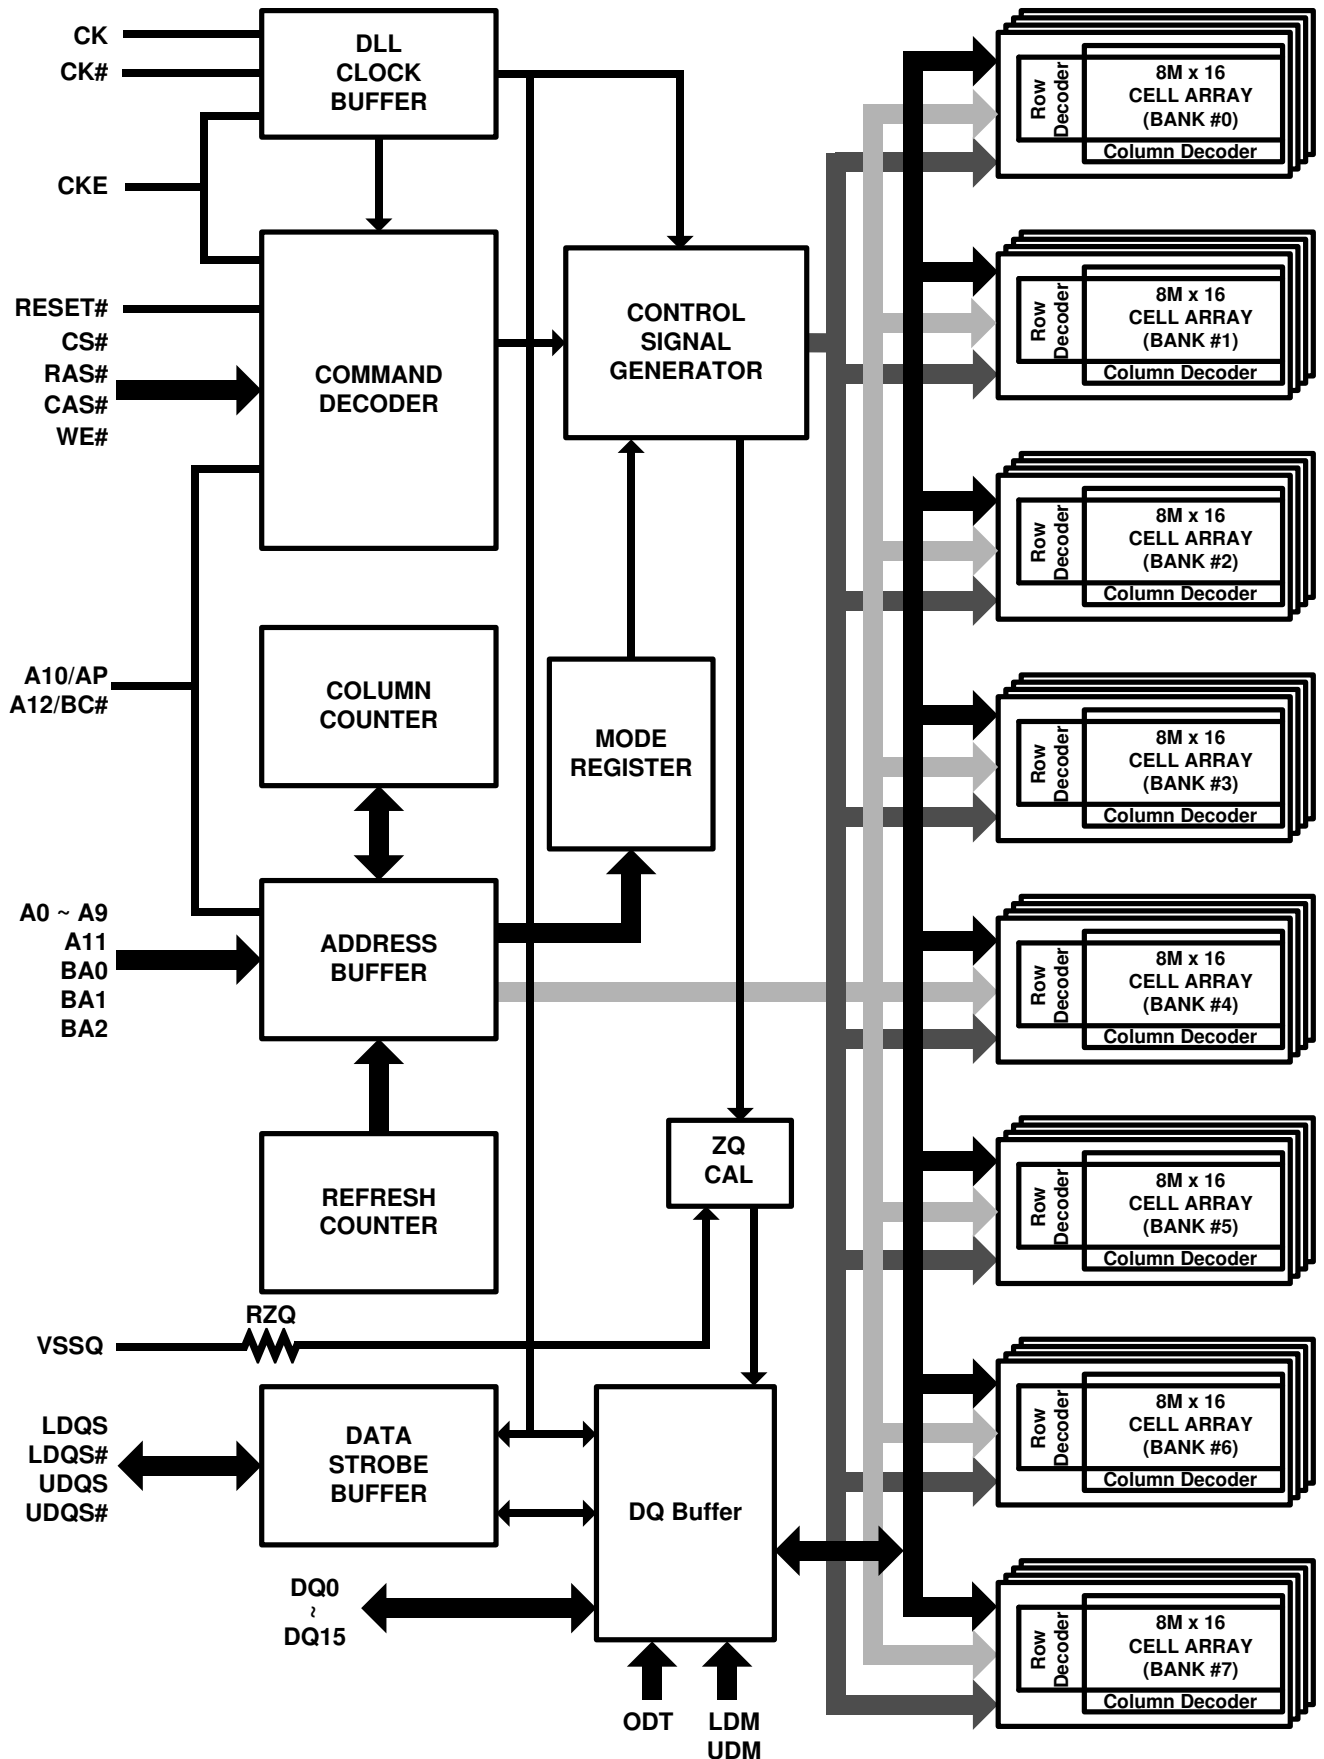 CK
CK#
CKE
RESET#
CS#
RAS#
CAS#
WE#
A10/AP
A12/BC#
A0 ~ A9
A11
BA0
BA1
BA2
VSSQ
RZQ
LDQS
LDQS#
UDQS
UDQS#
DQ0
~
DQ15
ODT
LDM
UDM
DLL
CLOCK
BUFFER
COMMAND
DECODER
COLUMN
COUNTER
ADDRESS
BUFFER
REFRESH
COUNTER
DATA
STROBE
BUFFER
CONTROL
SIGNAL
GENERATOR
MODE
REGISTER
ZQ
CAL
DQ Buffer
Row
Decoder
8M x 16
CELL ARRAY
(BANK #0)
Column Decoder
Row
Decoder
8M x 16
CELL ARRAY
(BANK #1)
Column Decoder
Row
Decoder
8M x 16
CELL ARRAY
(BANK #2)
Column Decoder
Row
Decoder
8M x 16
CELL ARRAY
(BANK #3)
Column Decoder
Row
Decoder
8M x 16
CELL ARRAY
(BANK #4)
Column Decoder
Row
Decoder
8M x 16
CELL ARRAY
(BANK #5)
Column Decoder
Row
Decoder
8M x 16
CELL ARRAY
(BANK #6)
Column Decoder
Row
Decoder
8M x 16
CELL ARRAY
(BANK #7)
Column Decoder